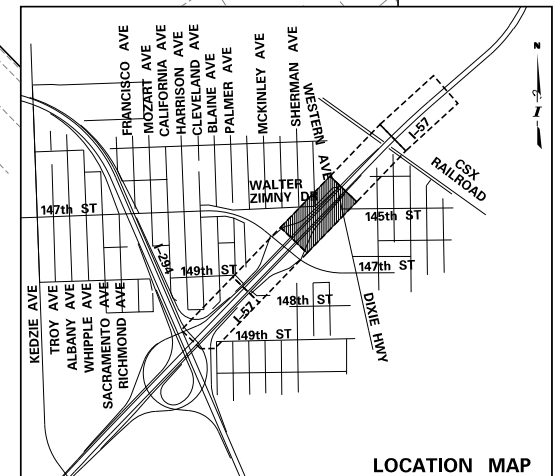 FRANCISCO AVE
MOZART AVE
CALIFORNIA AVE
HARRISON AVE
CLEVELAND AVE
BLAINE AVE
PALMER AVE
MCKINLEY AVE
SHERMAN AVE
WESTERN AVE
N
I-57
CSX
RAILROAD
WALTER
ZIMNY DR
147th ST
145th ST
I-294
149th ST
147th ST
148th ST
I-57
149th ST
DIXIE HWY
KEDZIE AVE
TROY AVE
ALBANY AVE
WHIPPLE AVE
SACRAMENTO AVE
RICHMOND AVE
LOCATION MAP